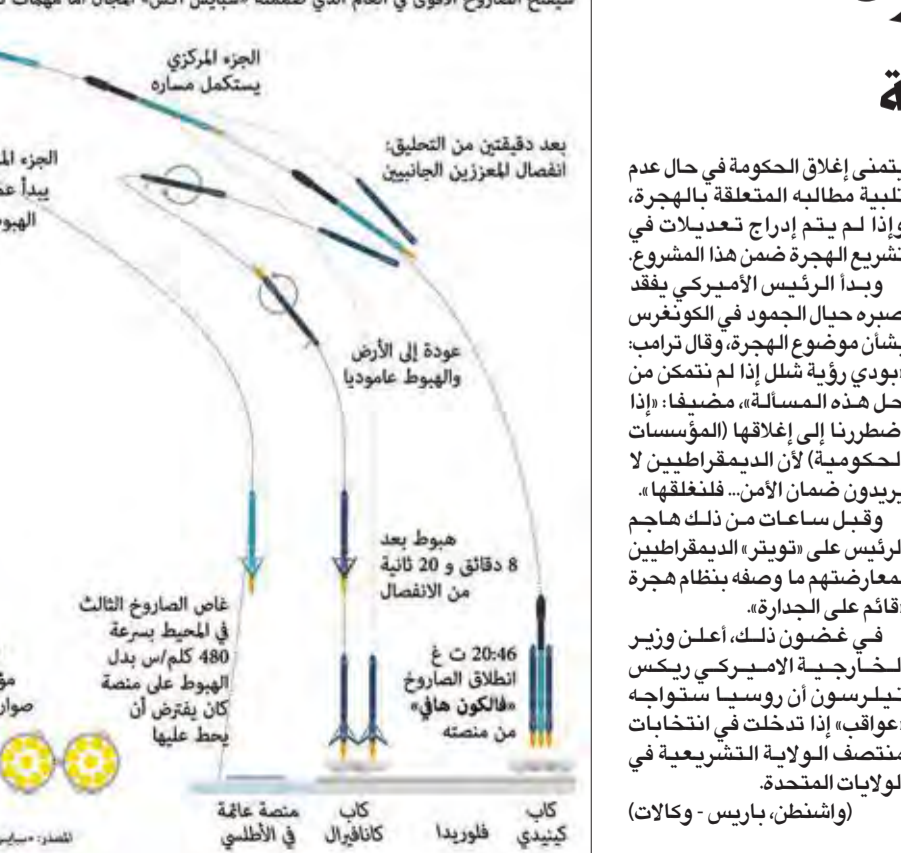 ة
يتمنى إغلاق الحكومة في حال عدم
تلبية مطالبه المتعلقة بالهجرة،
وإذا لم يتم إدراج تعديلات في
تشريع الهجرة ضمن هذا المشروع.
وبدأ الرئيس الأميركي يفقد
صبره حيال الجمود في الكونغرس
بشأن موضوع الهجرة، وقال ترامب:
«بودي رؤية شلل إذا لم نتمكن من
حل هذه المسألة»، مضيفا: «إذا
اضطررنا إلى إغلاقها (المؤسسات
الحكومية) لأن الديمقراطيين لا
يريدون ضمان الأمن... فلنغلقها».
وقبل ساعات من ذلك هاجم
الرئيس على «تويتر» الديمقراطيين
لمعارضتهم ما وصفه بنظام هجرة
«قائم على الجدارة».
في غضون ذلك، أعلن وزير
الخارجية الاميركي ريكس
تيلرسون أن روسيا ستواجه
«عواقب» إذا تدخلت في انتخابات
منتصف الولاية التشريعية في
الولايات المتحدة.
(واشنطن، باريس - وكالات)
الجزء المركزي
يستكمل مساره
بعد دقيقتين من التحليق:
انفصال المعززين الجانبيين
الجزء
يبدأ
عودة إلى الأرض
والهبوط عاموديا
هبوط بعد
8 دقائق و 20 ثانية
من الانفصال
غاص الصاروخ الثالث
في المحيط بسرعة
480 كلم/س بدل
الهبوط على منصة
كان يفترض أن
يحط عليها
20:46 ت غ
انطلاق الصاروخ
«فالكون هافي»
من منصته
كاب
كينيدي
فلوريدا
كاب
كانافيرال
منصة عائمة
في الأطلسي
المصدر: